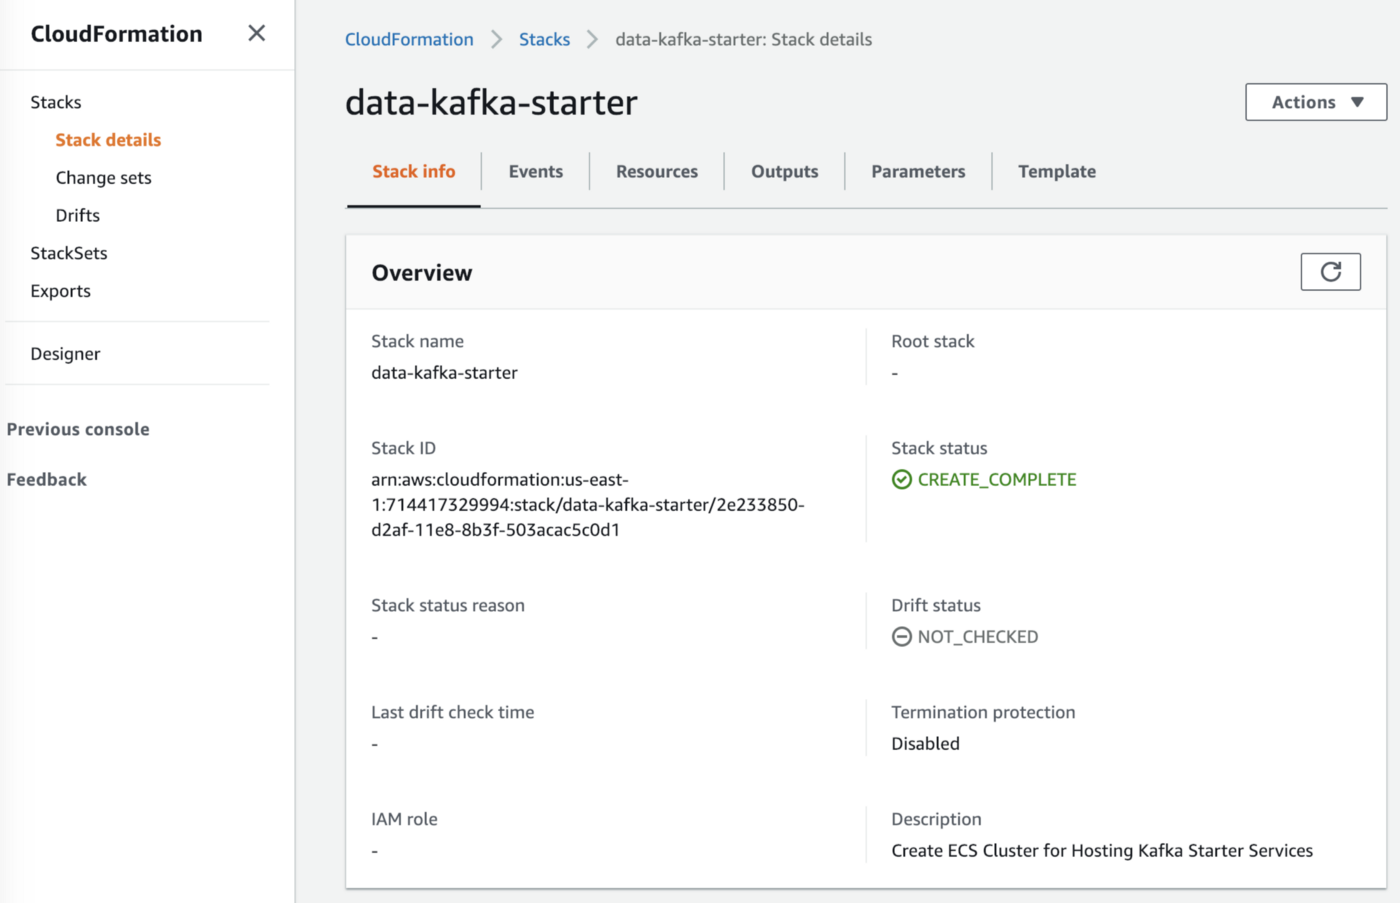 CloudFormation
Stacks
Stack details
Change sets
Drifts
StackSets
Exports
Designer
Previous console
Feedback
CloudFormation Stacks data-kafka-starter: Stack details
data-kafka-starter
Actions
Stack info Events Resources Outputs Parameters Template
Overview
Stack name
data-kafka-starter
Root stack
-
Stack ID
arn:aws:cloudformation:us-east-
1:714417329994:stack/data-kafka-starter/2e233850-
d2af-11e8-8b3f-503acac5c0d1
Stack status
CREATE_COMPLETE
Stack status reason
-
Drift status
NOT_CHECKED
Last drift check time
-
Termination protection
Disabled
IAM role
-
Description
Create ECS Cluster for Hosting Kafka Starter Services